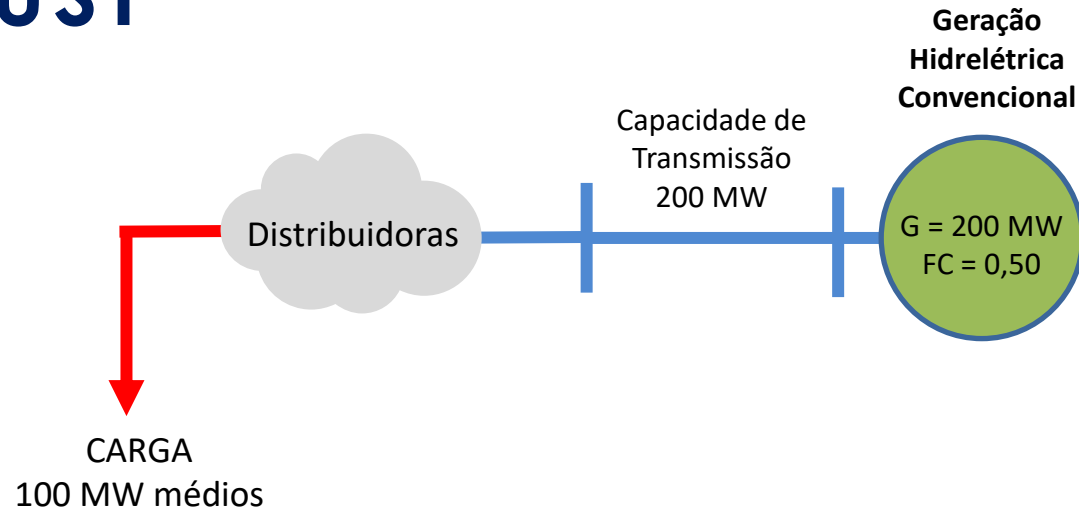 Geração
Hidrelétrica
Convencional
Capacidade de
Transmissão
200 MW
Distribuidoras
G = 200 MW
FC = 0,50
CARGA
100 MW médios